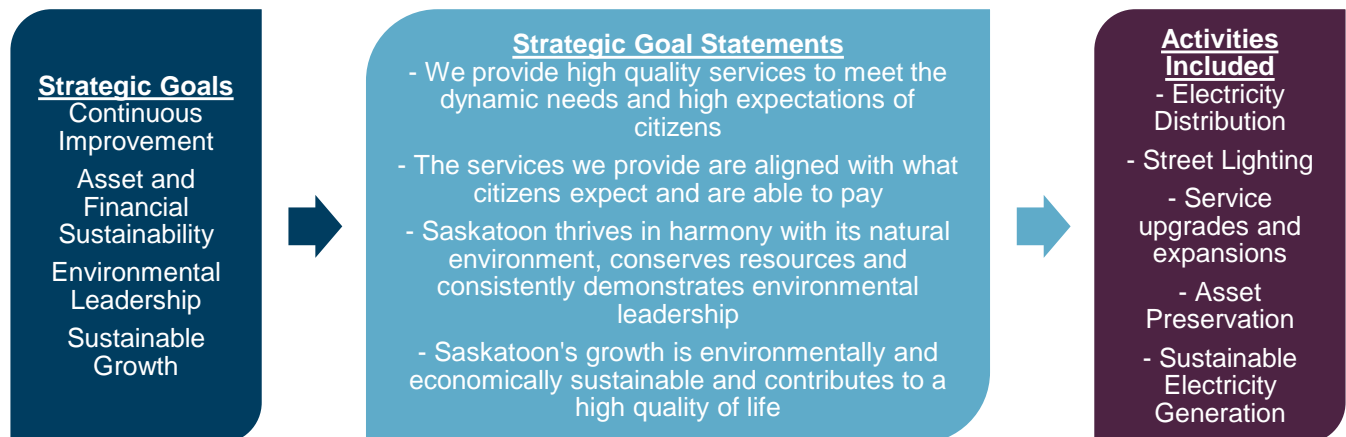 Strategic Goals
Continuous
Improvement
Asset and
Financial
Sustainability
Environmental
Leadership
Sustainable
Growth
Strategic Goal Statements
- We provide high quality services to meet the
dynamic needs and high expectations of
citizens
- The services we provide are aligned with what
citizens expect and are able to pay
- Saskatoon thrives in harmony with its natural
environment, conserves resources and
consistently demonstrates environmental
leadership
- Saskatoon's growth is environmentally and
economically sustainable and contributes to a
high quality of life
Activities
Included
- Electricity
Distribution
- Street Lighting
- Service
upgrades and
expansions
- Asset
Preservation
- Sustainable
Electricity
Generation